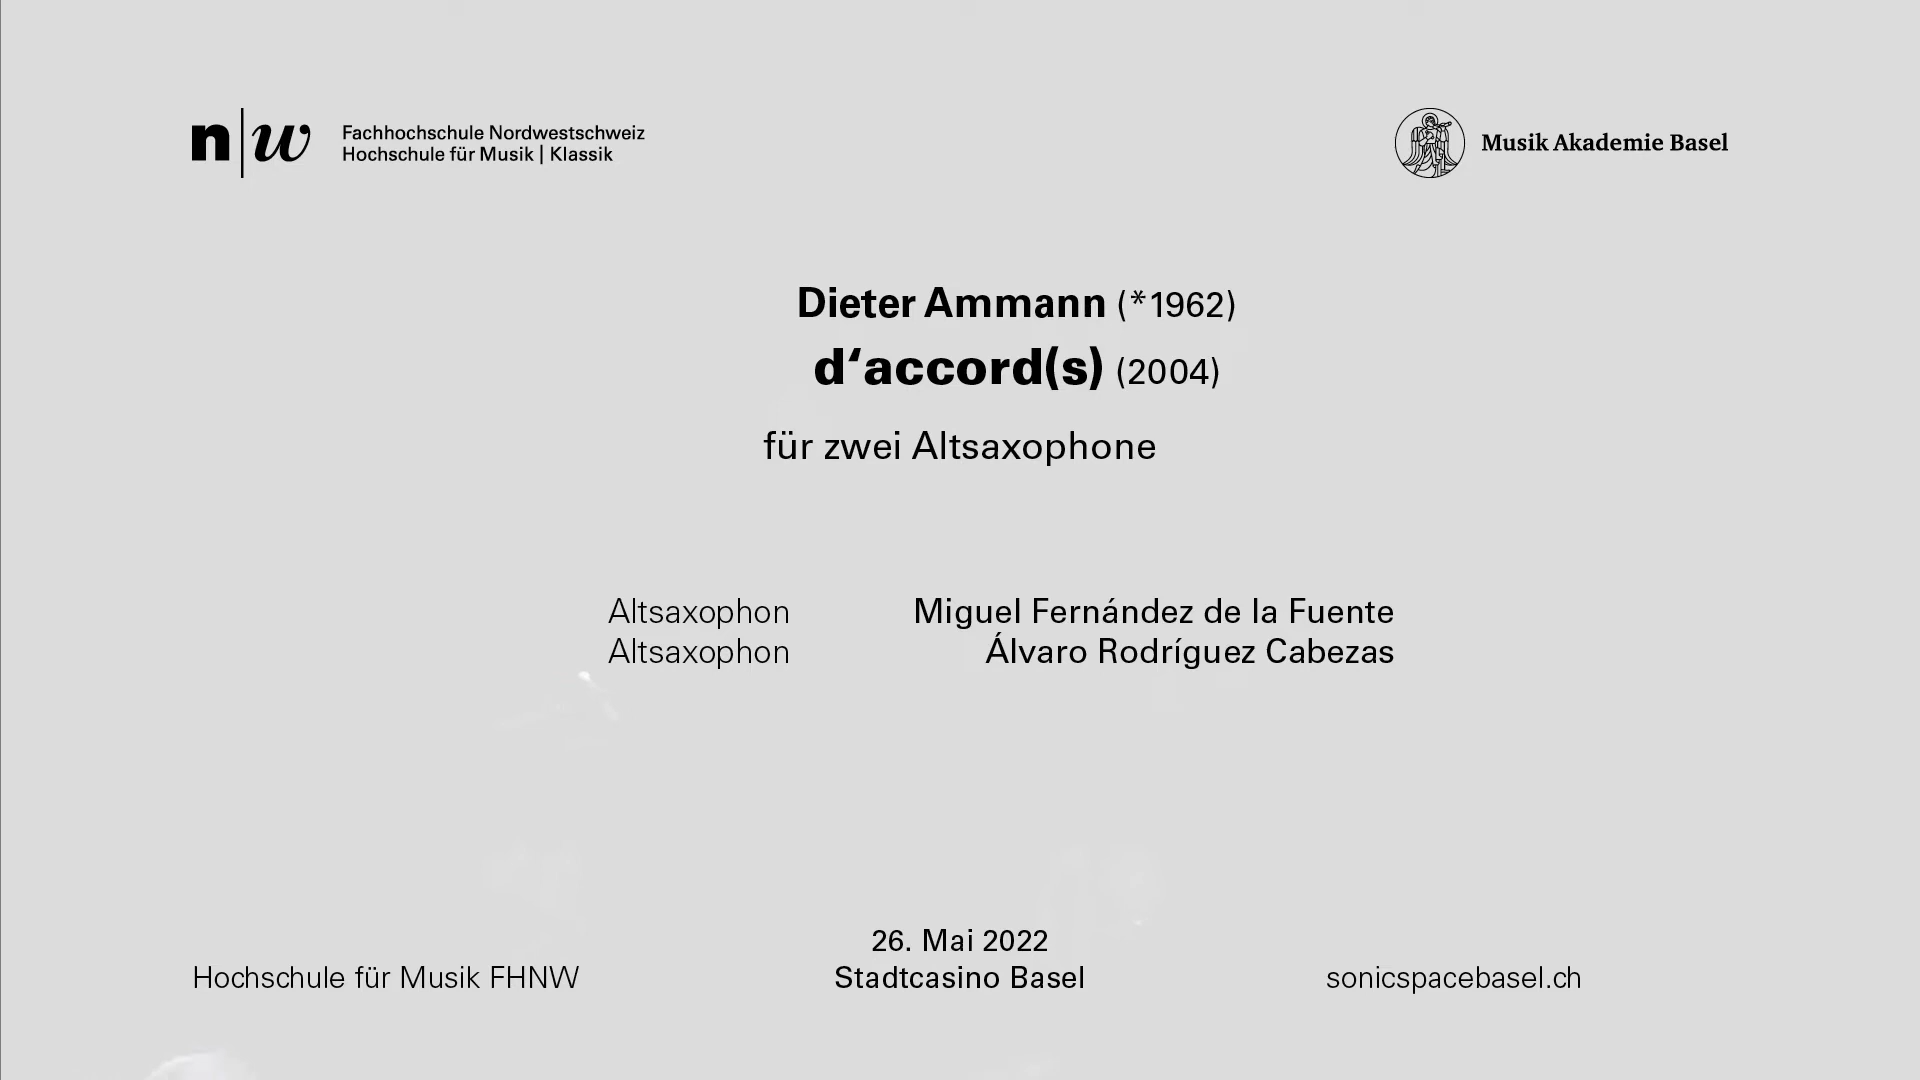 n|w
Fachhochschule Nordwestschweiz
Hochschule für Musik | Klassik
Musik Akademie Basel
Dieter Ammann (*1962)
d‘accord(s) (2004)
für zwei Altsaxophone
Altsaxophon Miguel Fernández de la Fuente
Altsaxophon Álvaro Rodríguez Cabezas
26. Mai 2022
Hochschule für Musik FHNW Stadtcasino Basel sonicspacebasel.ch